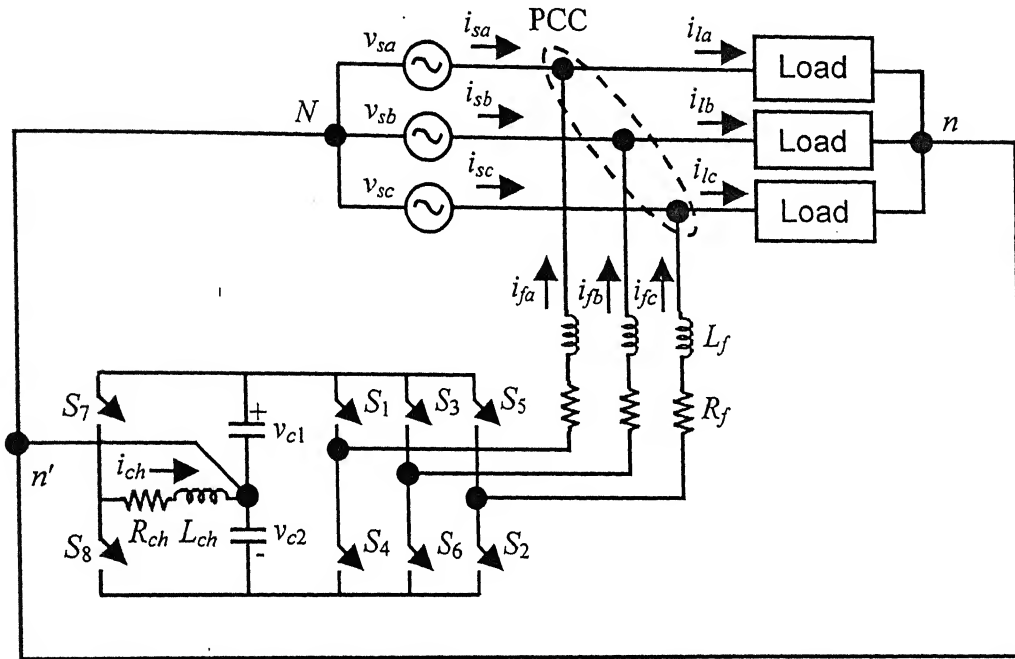 PCC
v_sa
i_sa
i_la
Load
N
v_sb
i_sb
i_lb
Load
n
v_sc
i_sc
i_lc
Load
i_fa
i_fb
i_fc
L_f
R_f
S_7
+
v_c1
S_1
S_3
S_5
n'
i_ch
R_ch
L_ch
v_c2
-
S_8
S_4
S_6
S_2